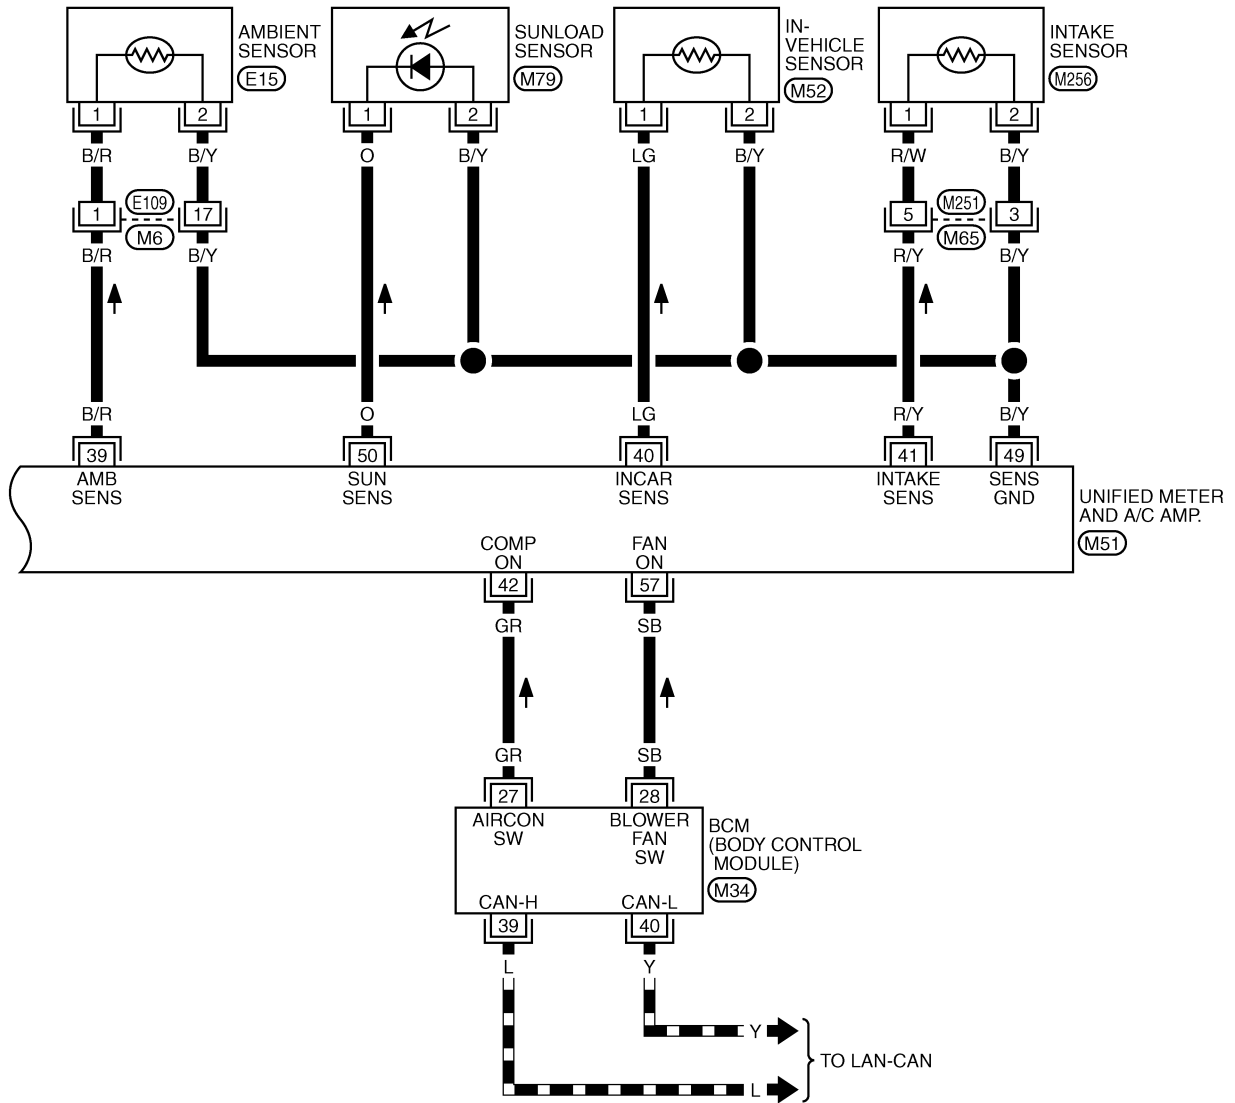 AMBIENT
SENSOR
E15
SUNLOAD
SENSOR
M79
IN-
VEHICLE
SENSOR
M52
INTAKE
SENSOR
M256
1 2 1 2 1 2 1 2
B/R B/Y O B/Y LG B/Y R/W B/Y
1 E109 17 5 M251 3
M6 M65
B/R B/Y R/Y B/Y
B/R O LG R/Y B/Y
39 50 40 41 49
AMB
SENS
SUN
SENS
INCAR
SENS
INTAKE
SENS
SENS
GND
UNIFIED METER
AND A/C AMP.
M51
COMP
ON
FAN
ON
42 57
GR SB
GR SB
27 28
AIRCON
SW
BLOWER
FAN
SW
BCM
(BODY CONTROL
MODULE)
M34
CAN-H CAN-L
39 40
L Y
Y
TO LAN-CAN
L